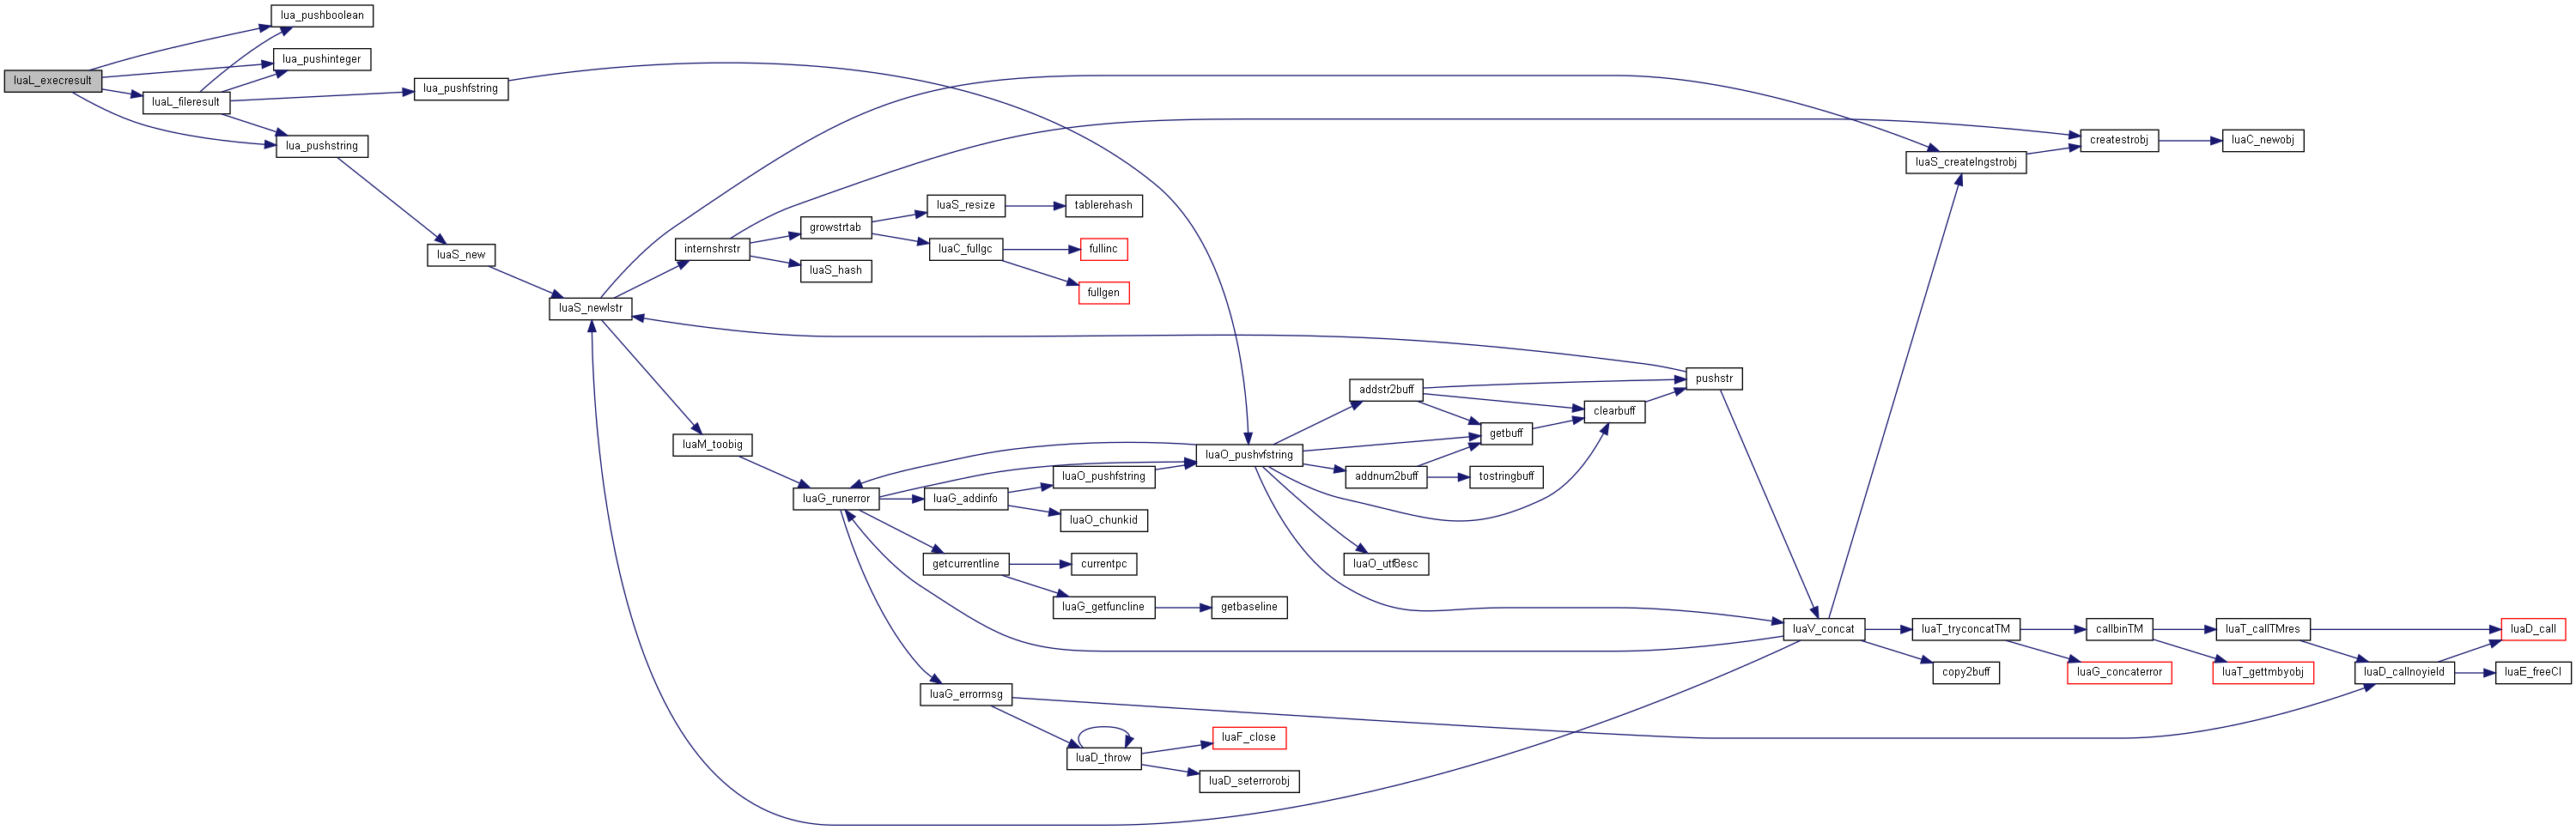 lua_pushboolean
lua_pushinteger
luaL_execresult
luaL_fileresult
lua_pushfstring
lua_pushstring
createstrobj
luaC_newobj
luaS_createlngstrobj
luaS_resize
tablerehash
growstrtab
internshrstr
luaC_fullgc
fullinc
luaS_new
luaS_hash
fullgen
luaS_newlstr
pushstr
addstr2buff
clearbuff
getbuff
luaM_toobig
luaO_pushvfstring
luaO_pushfstring
addnum2buff
tostringbuff
luaG_runerror
luaG_addinfo
luaO_chunkid
getcurrentline
currentpc
luaO_utf8esc
luaG_getfuncline
getbaseline
luaV_concat
luaT_tryconcatTM
callbinTM
luaT_callTMres
luaD_call
copy2buff
luaG_concaterror
luaT_gettmbyobj
luaD_callnoyield
luaE_freeCI
luaG_errormsg
luaF_close
luaD_throw
luaD_seterrorobj